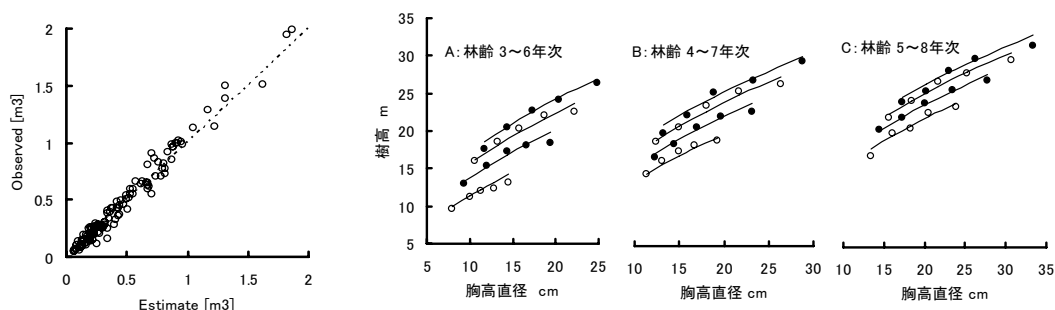 2
1.5
1
0.5
0
Observed [m3]
0 0.5 1 1.5 2
Estimate [m3]
35
30
25
20
15
10
5
樹高 m
A: 林齢 3～6年次
5 10 15 20 25
胸高直径 cm
B: 林齢 4～7年次
10 15 20 25 30
胸高直径 cm
C: 林齢 5～8年次
10 15 20 25 30 35
胸高直径 cm